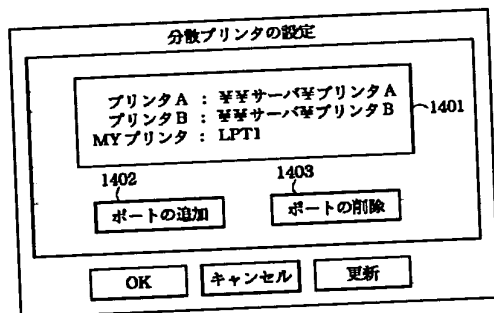 分散プリンタの設定
プリンタA : ¥¥サーバ¥プリンタA
プリンタB : ¥¥サーバ¥プリンタB
MYプリンタ : LPT1
1401
1402
1403
ポートの追加
ポートの削除
OK
キャンセル
更新